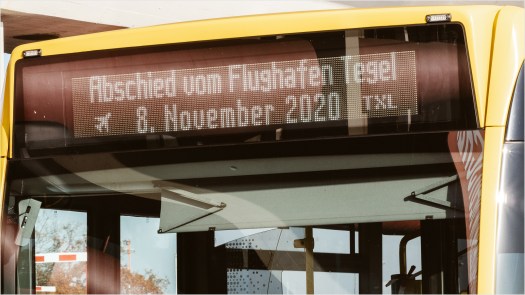 Abschied vom Flughafen Tegel
8. November 2020 TXL